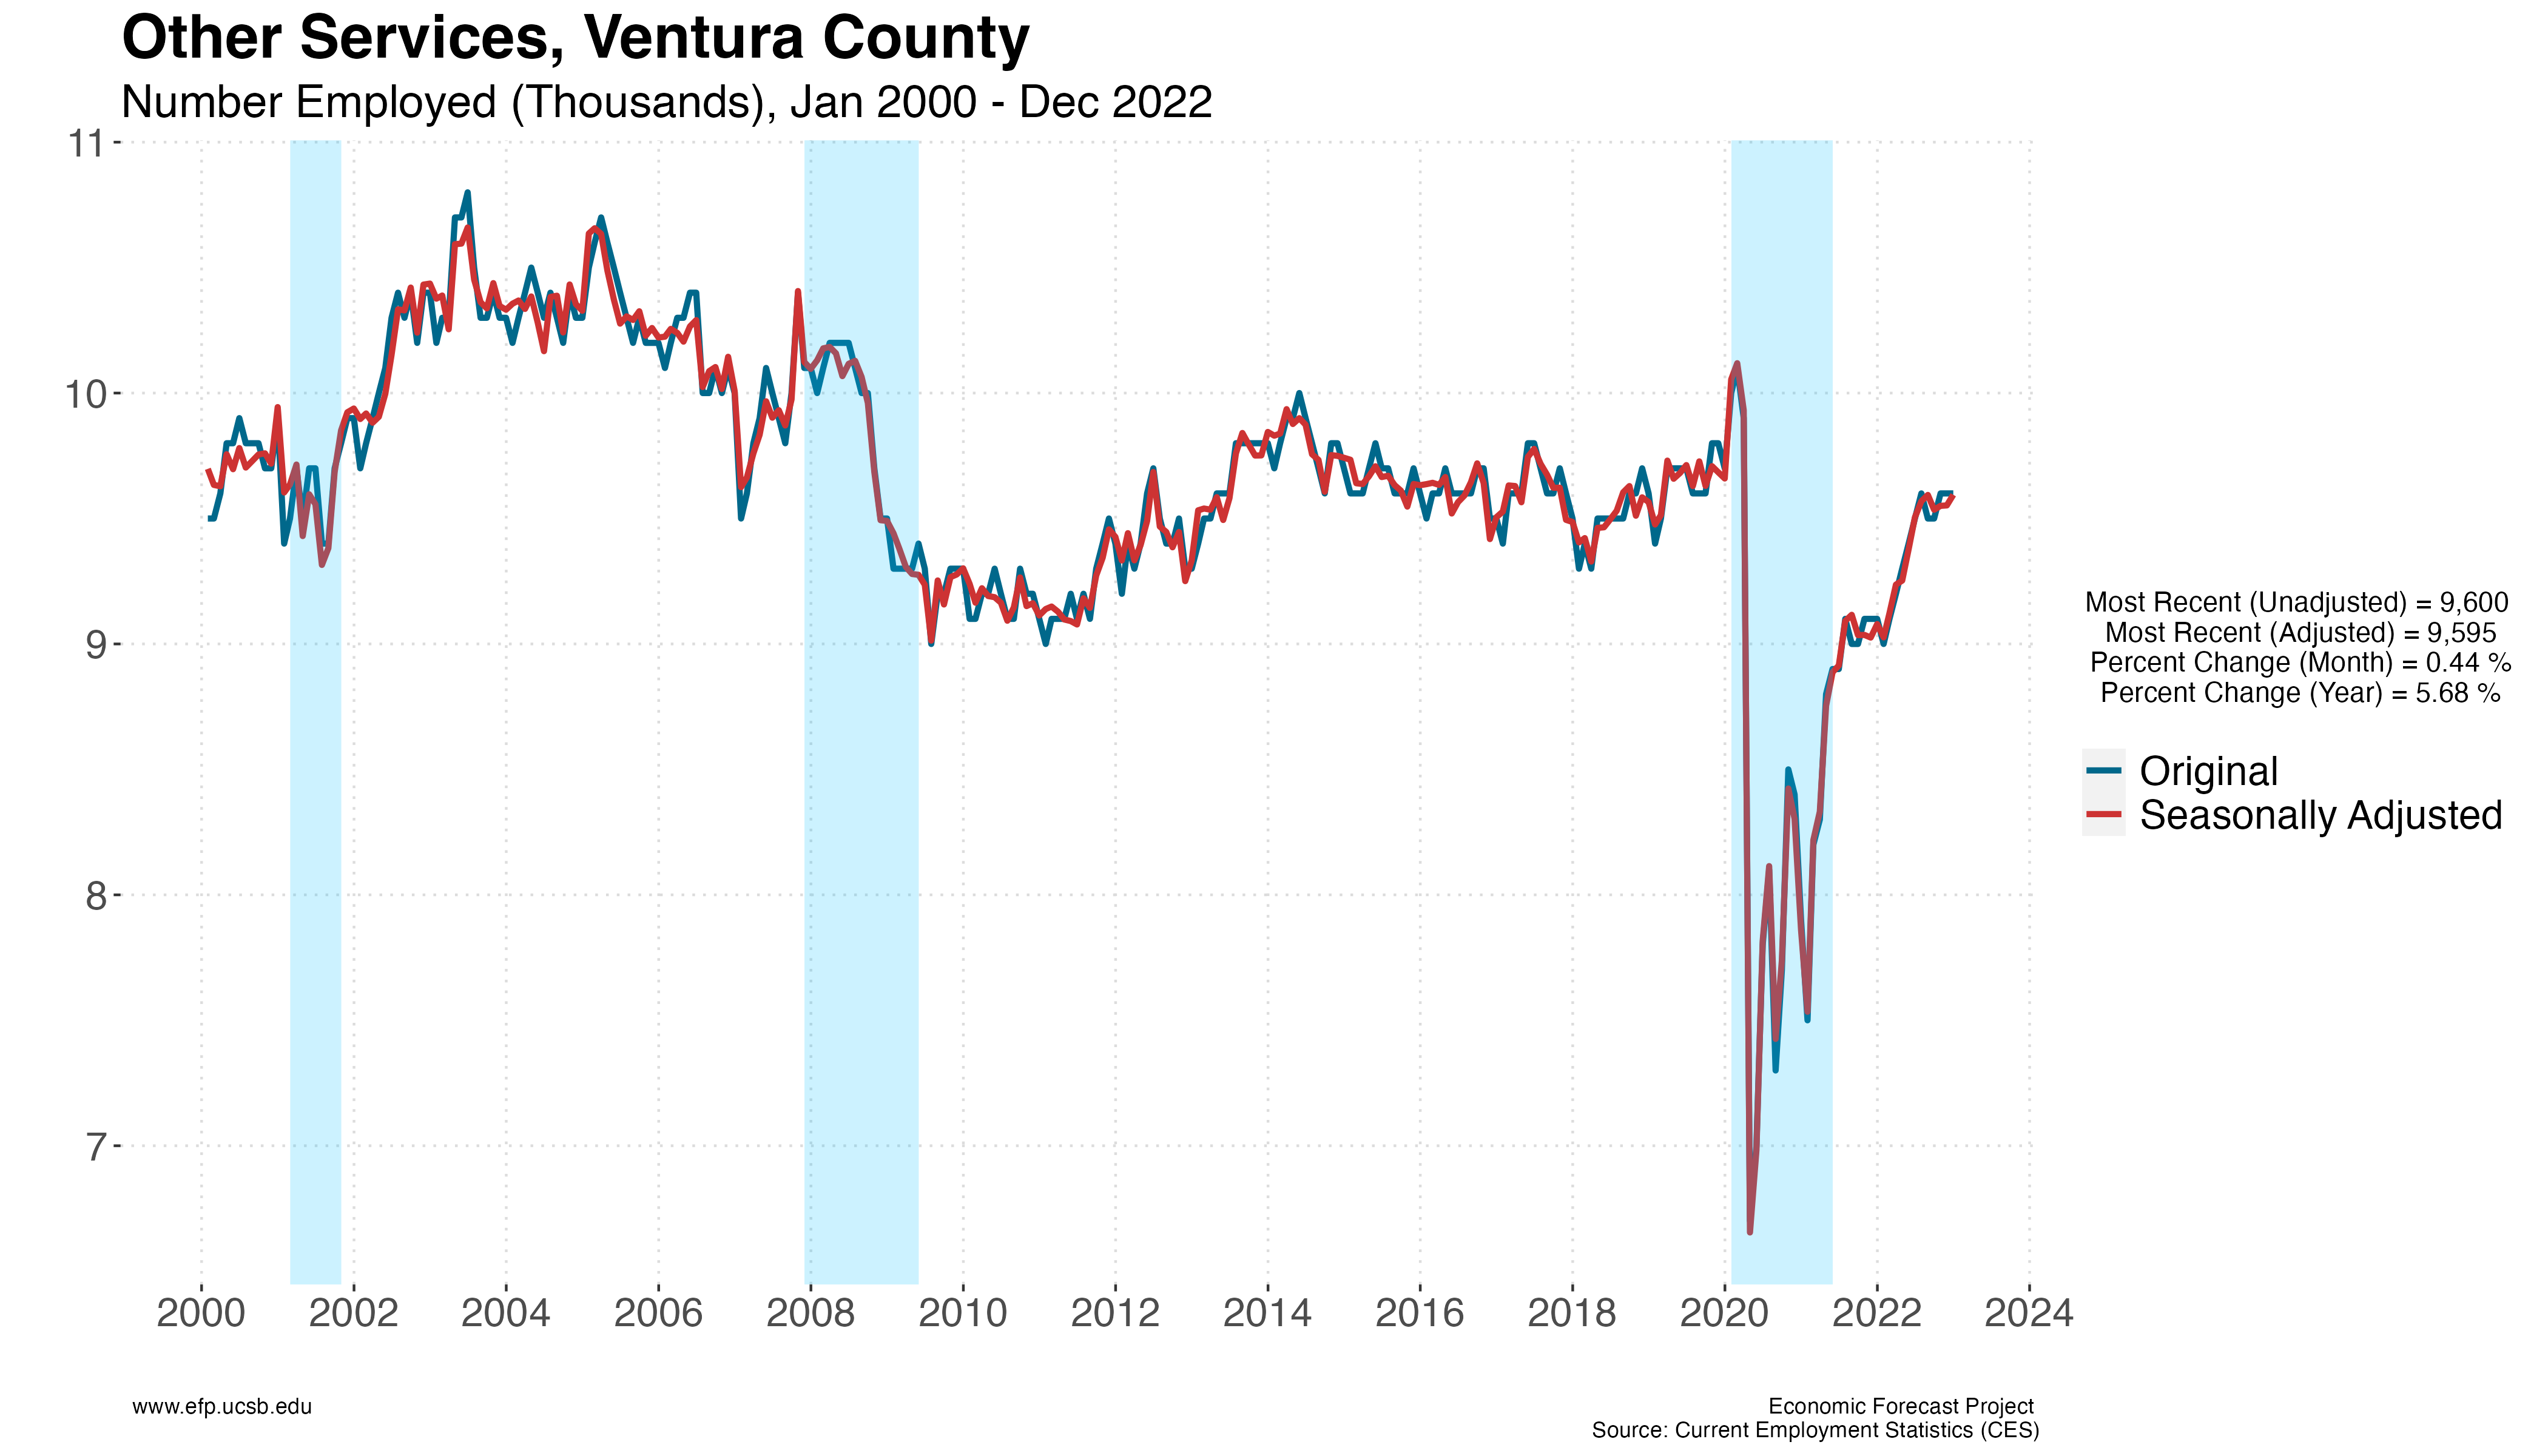 Other Services, Ventura County
Number Employed (Thousands), Jan 2000 - Dec 2022
11
10
9
8
7
2000 2002 2004 2006 2008 2010 2012 2014 2016 2018 2020 2022 2024
Most Recent (Unadjusted) = 9,600
Most Recent (Adjusted) = 9,595
Percent Change (Month) = 0.44 %
Percent Change (Year) = 5.68 %
Original
Seasonally Adjusted
www.efp.ucsb.edu
Economic Forecast Project
Source: Current Employment Statistics (CES)